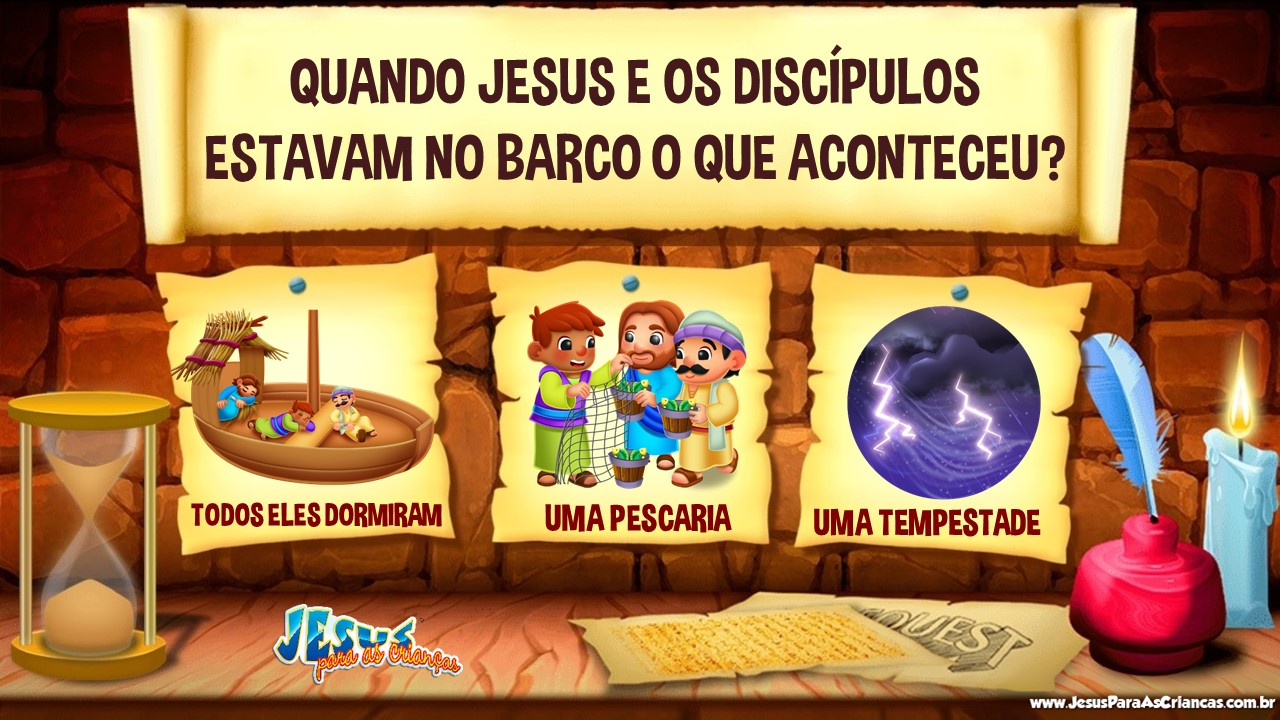 QUANDO JESUS E OS DISCÍPULOS
ESTAVAM NO BARCO O QUE ACONTECEU?
TODOS ELES DORMIRAM
UMA PESCARIA
UMA TEMPESTADE
JESUS
para as crianças
QUEST
www.JesusParaAsCriancas.com.br